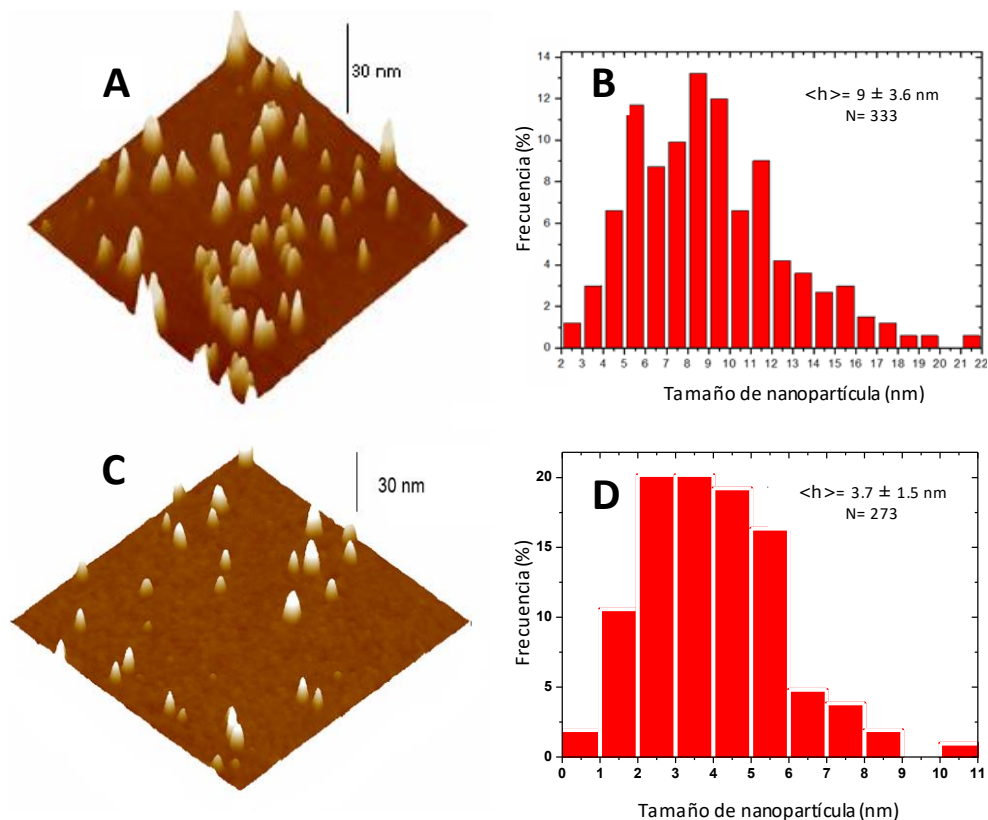 A
30 nm
B
<h>= 9 ± 3.6 nm
N= 333
Frecuencia (%)
14
12
10
8
6
4
2
0
2 3 4 5 6 7 8 9 10 11 12 13 14 15 16 17 18 19 20 21 22
Tamaño de nanopartícula (nm)
C
30 nm
D
<h>= 3.7 ± 1.5 nm
N= 273
Frecuencia (%)
20
15
10
5
0
0 1 2 3 4 5 6 7 8 9 10 11
Tamaño de nanopartícula (nm)